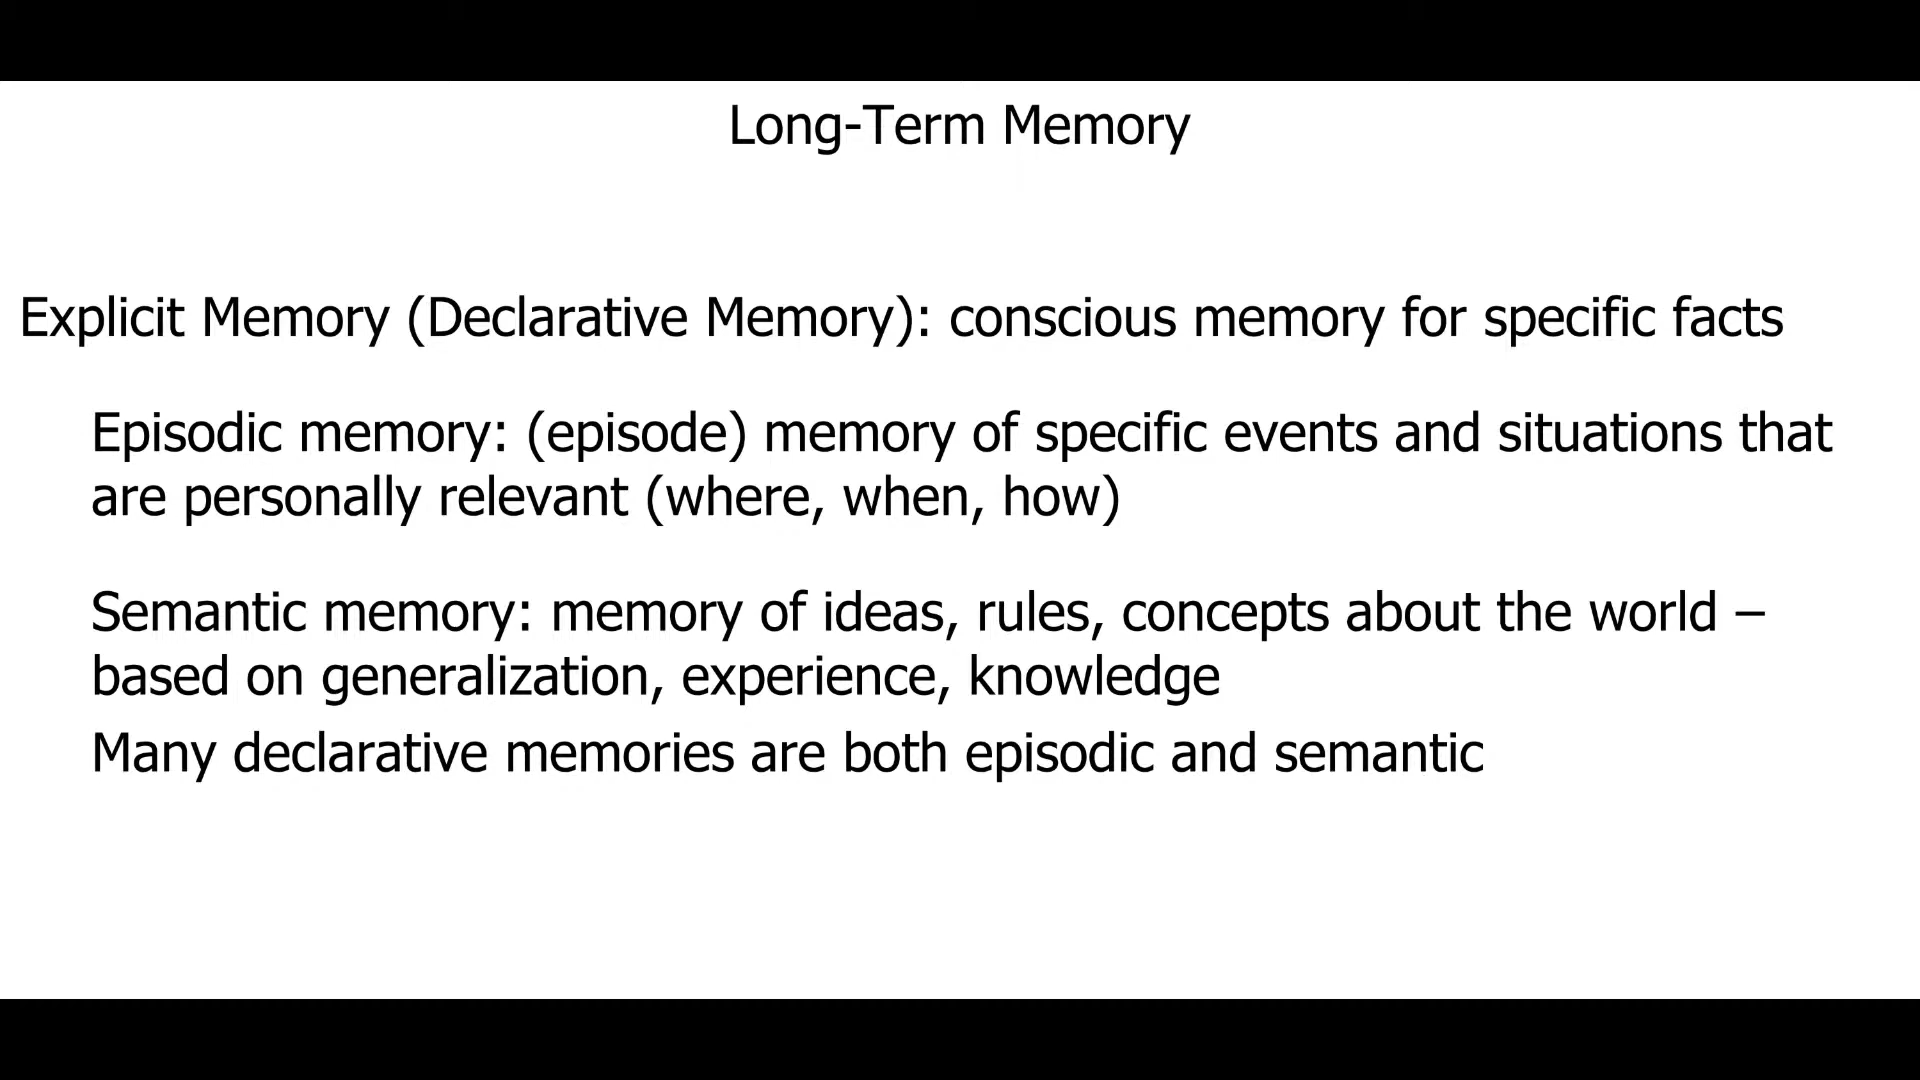 Long-Term Memory
Explicit Memory (Declarative Memory): conscious memory for specific facts
Episodic memory: (episode) memory of specific events and situations that
are personally relevant (where, when, how)
Semantic memory: memory of ideas, rules, concepts about the world –
based on generalization, experience, knowledge
Many declarative memories are both episodic and semantic